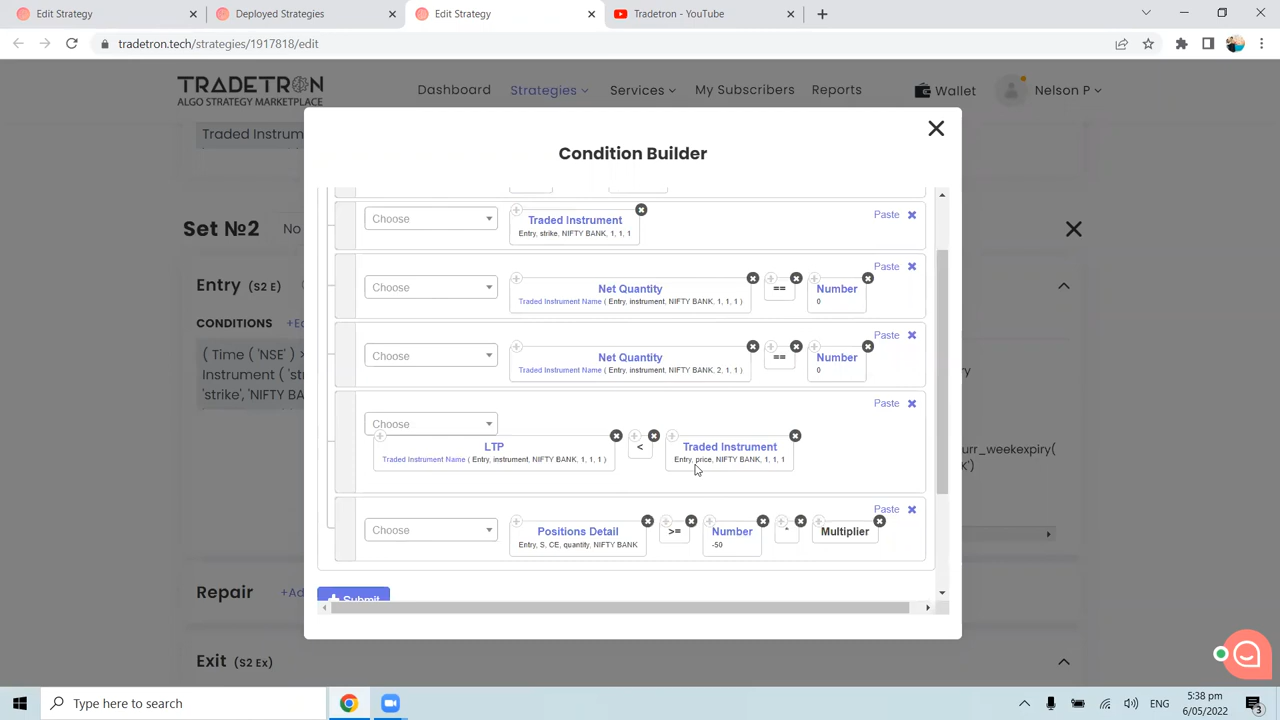 Edit Strategy
Deployed Strategies
Edit Strategy
Tradetron - YouTube
tradetron.tech/strategies/1917818/edit
TRADETRON
ALGO STRATEGY MARKETPLACE
Dashboard
Strategies
Services
My Subscribers
Reports
Wallet
Nelson P
Traded Instrum
Condition Builder
Set №2
No
Entry (S2 E)
CONDITIONS
+Ec
( Time ( 'NSE' ) >
Instrument ( 'stri
'strike', 'NIFTY BA
urr_weekexpiry(
Repair
+Ad
Exit (S2 Ex)
Choose
Traded Instrument
Entry, strike, NIFTY BANK, 1, 1, 1
Paste
Choose
Net Quantity
Traded Instrument Name ( Entry, instrument, NIFTY BANK, 1, 1, 1 )
==
Number
0
Paste
Choose
Net Quantity
Traded Instrument Name ( Entry, instrument, NIFTY BANK, 2, 1, 1 )
==
Number
0
Paste
Choose
LTP
Traded Instrument Name ( Entry, instrument, NIFTY BANK, 1, 1, 1 )
<
Traded Instrument
Entry, price, NIFTY BANK, 1, 1, 1
Paste
Choose
Positions Detail
Entry, S, CE, quantity, NIFTY BANK
>=
Number
-50
*
Multiplier
Paste
Submit
Type here to search
ENG
5:38 pm
6/05/2022
3